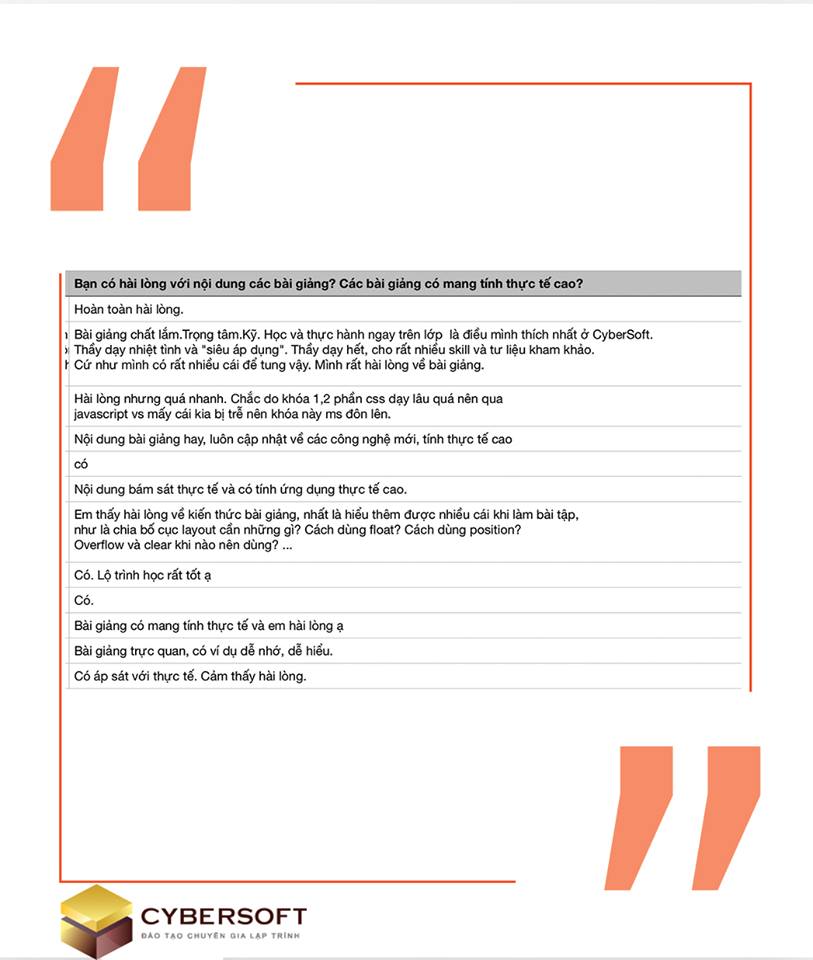 Bạn có hài lòng với nội dung các bài giảng? Các bài giảng có mang tính thực tế cao?
Hoàn toàn hài lòng.
Bài giảng chất lắm.Trọng tâm.Kỹ. Học và thực hành ngay trên lớp là điều mình thích nhất ở CyberSoft.
Thầy dạy nhiệt tình và "siêu áp dụng". Thầy dạy hết, cho rất nhiều skill và tư liệu kham khảo.
Cứ như mình có rất nhiều cái để tung vậy. Mình rất hài lòng về bài giảng.
Hài lòng nhưng quá nhanh. Chắc do khóa 1,2 phần css dạy lâu quá nên qua
javascript vs mấy cái kia bị trễ nên khóa này ms đôn lên.
Nội dung bài giảng hay, luôn cập nhật về các công nghệ mới, tính thực tế cao
có
Nội dung bám sát thực tế và có tính ứng dụng thực tế cao.
Em thấy hài lòng về kiến thức bài giảng, nhất là hiểu thêm được nhiều cái khi làm bài tập,
như là chia bố cục layout cần những gì? Cách dùng float? Cách dùng position?
Overflow và clear khi nào nên dùng? ...
Có. Lộ trình học rất tốt ạ
Có.
Bài giảng có mang tính thực tế và em hài lòng ạ
Bài giảng trực quan, có ví dụ dễ nhớ, dễ hiểu.
Có áp sát với thực tế. Cảm thấy hài lòng.
CYBERSOFT
ĐÀO TẠO CHUYÊN GIA LẬP TRÌNH